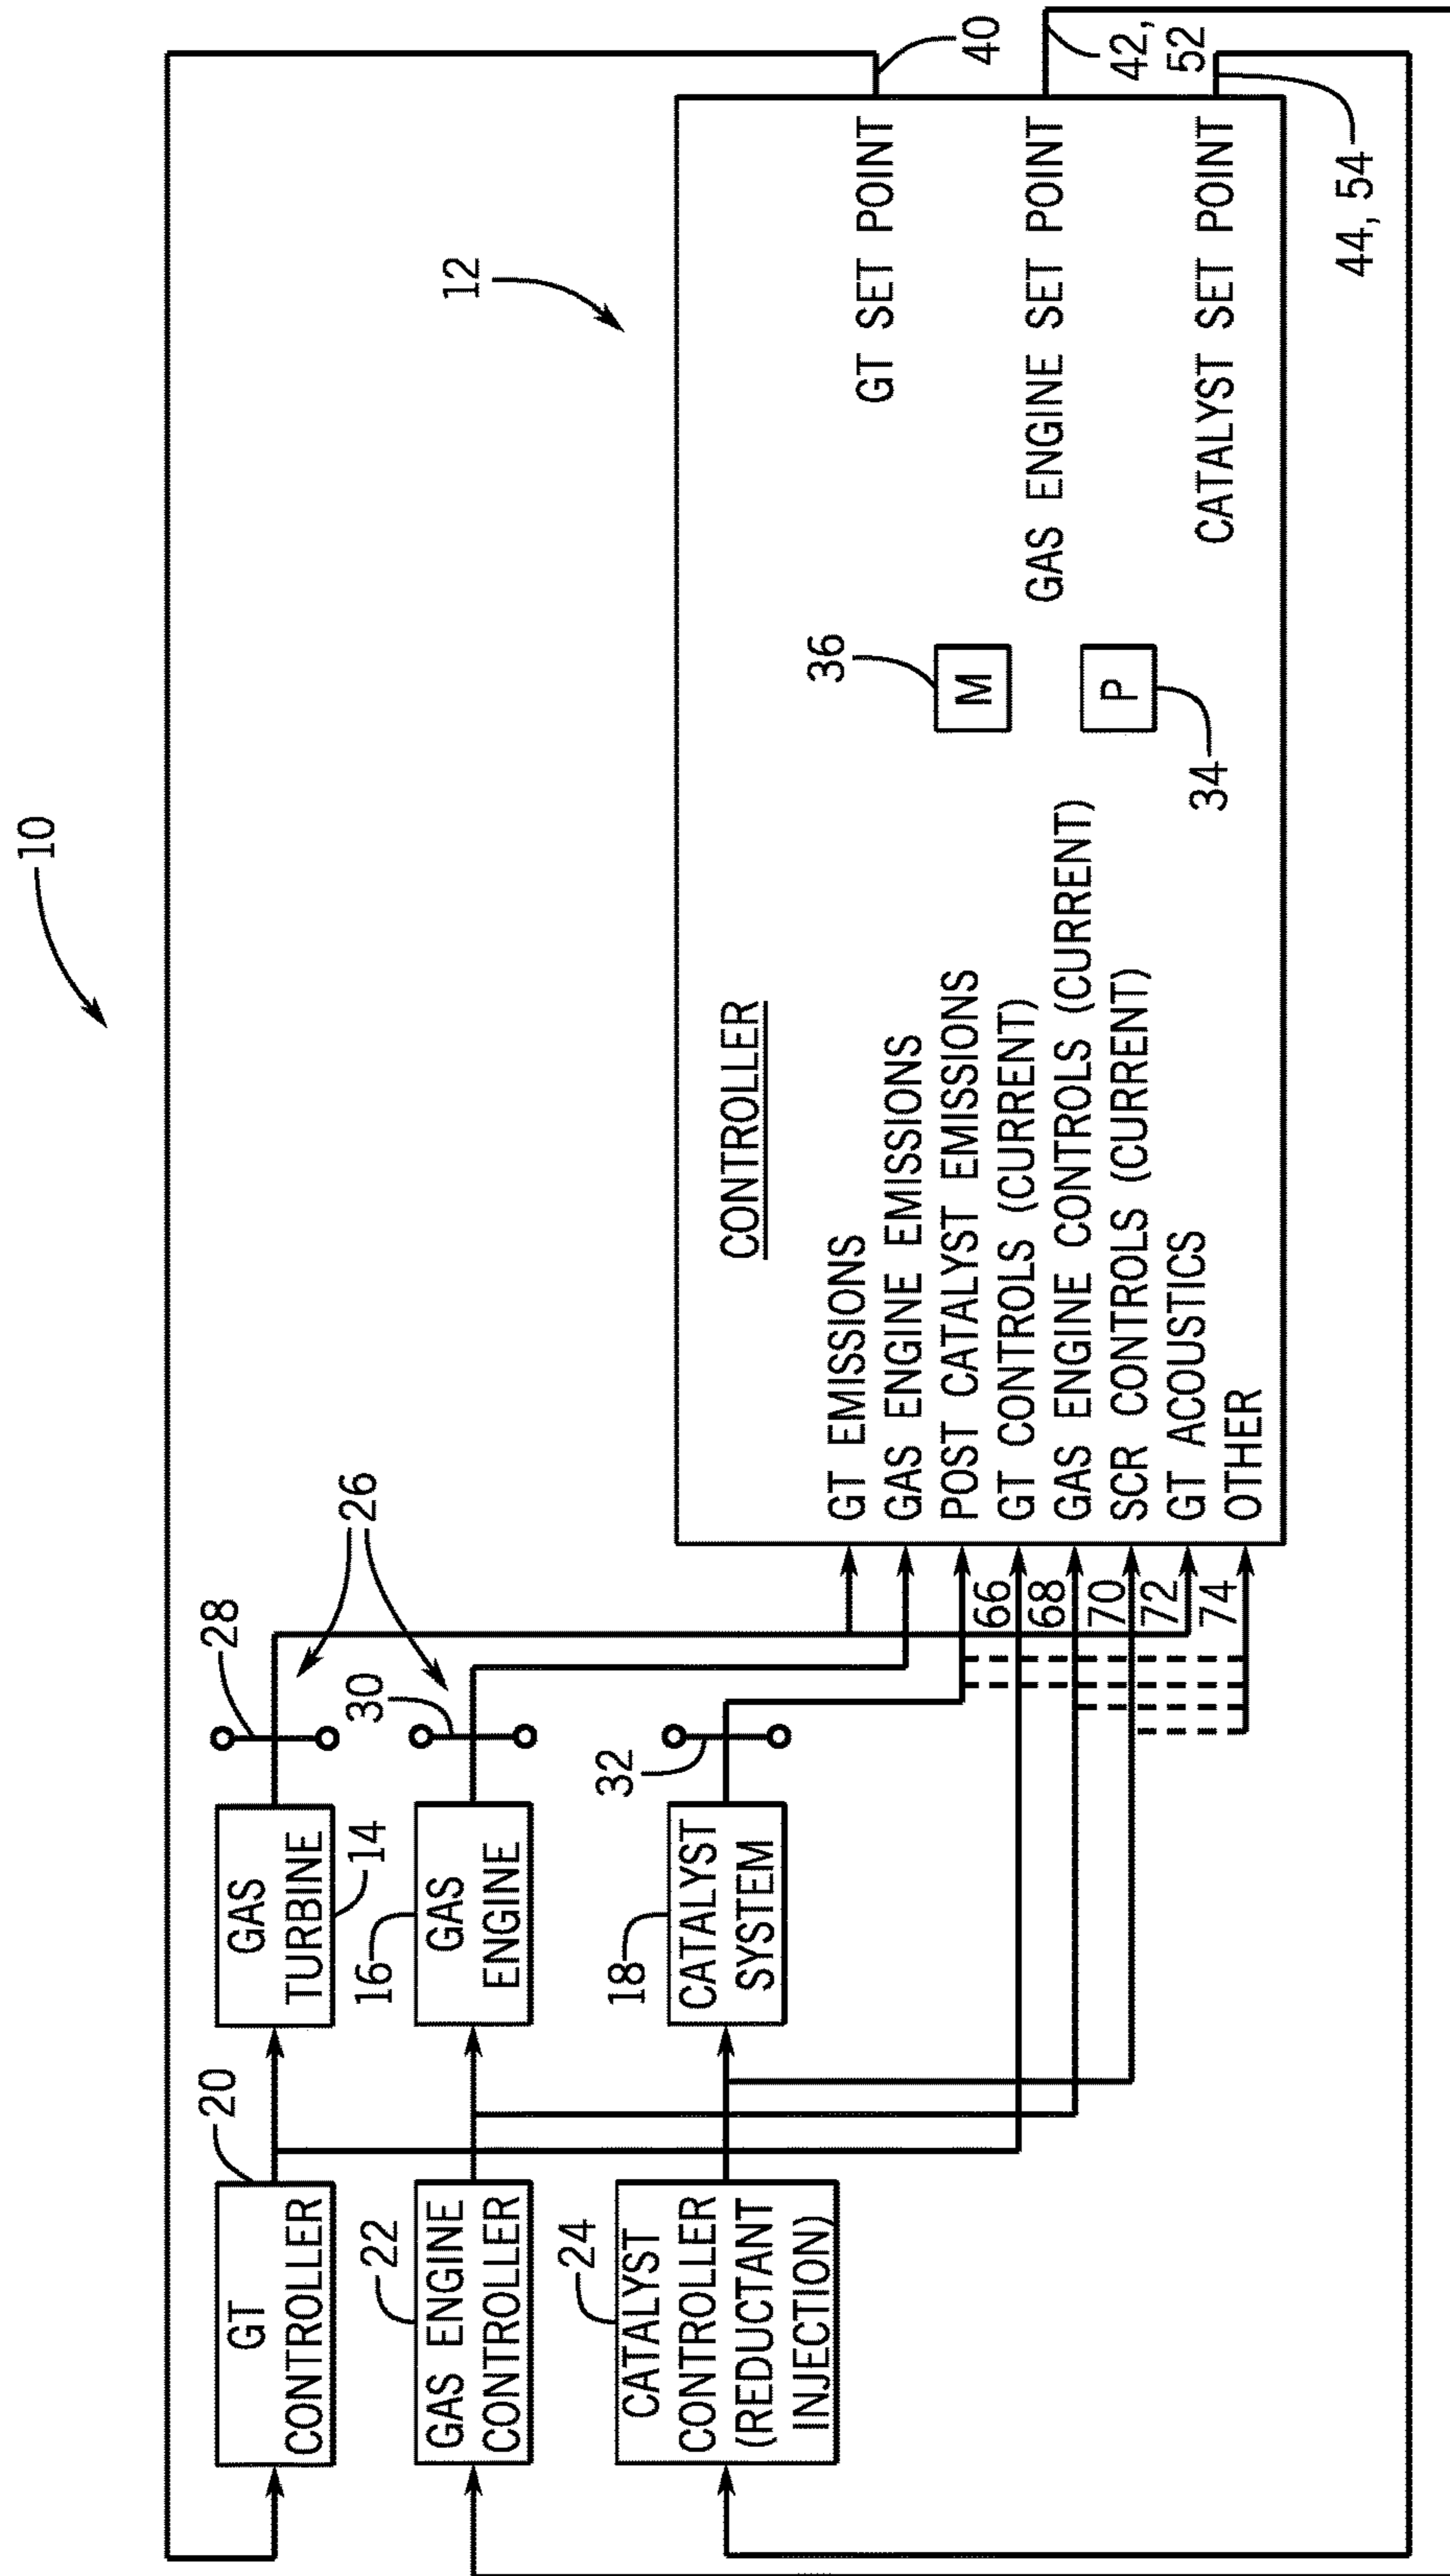 10
12
GT
CONTROLLER
20
GAS
TURBINE
14
28
26
GAS ENGINE
CONTROLLER
22
GAS
ENGINE
16
30
CATALYST
CONTROLLER
(REDUCTANT
INJECTION)
24
CATALYST
SYSTEM
18
32
66
68
70
72
74
CONTROLLER
GT EMISSIONS
GAS ENGINE EMISSIONS
POST CATALYST EMISSIONS
GT CONTROLS (CURRENT)
GAS ENGINE CONTROLS (CURRENT)
SCR CONTROLS (CURRENT)
GT ACOUSTICS
OTHER
36
M
P
34
GT SET POINT
GAS ENGINE SET POINT
CATALYST SET POINT
40
42,
52
44, 54